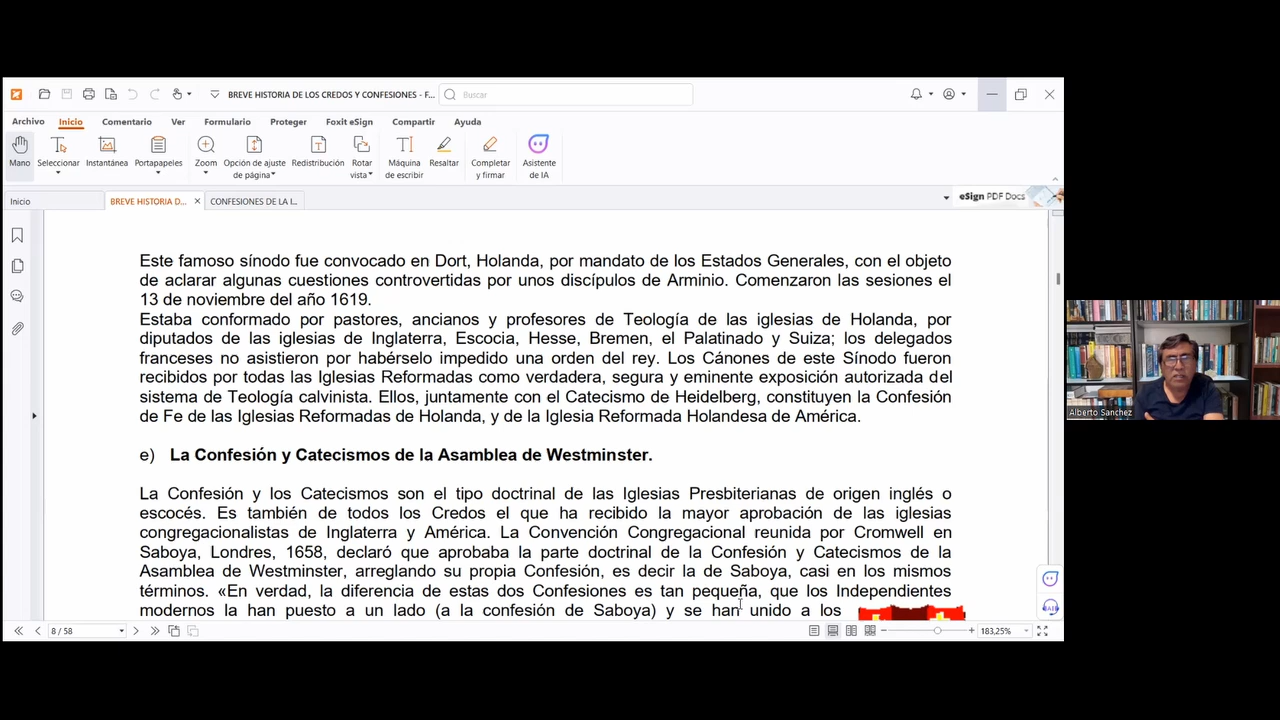 BREVE HISTORIA DE LOS CREDOS Y CONFESIONES - F...
Buscar
Archivo Inicio Comentario Ver Formulario Proteger Foxit eSign Compartir Ayuda
Mano Seleccionar Instantánea Portapapeles Zoom Opción de ajuste de página Redistribución Rotar vista Máquina de escribir Resaltar Completar y firmar Asistente de IA
Inicio BREVE HISTORIA D... CONFESIONES DE LA I... eSign PDF Docs
Este famoso sínodo fue convocado en Dort, Holanda, por mandato de los Estados Generales, con el objeto
de aclarar algunas cuestiones controvertidas por unos discípulos de Arminio. Comenzaron las sesiones el
13 de noviembre del año 1619.
Estaba conformado por pastores, ancianos y profesores de Teología de las iglesias de Holanda, por
diputados de las iglesias de Inglaterra, Escocia, Hesse, Bremen, el Palatinado y Suiza; los delegados
franceses no asistieron por habérselo impedido una orden del rey. Los Cánones de este Sínodo fueron
recibidos por todas las Iglesias Reformadas como verdadera, segura y eminente exposición autorizada del
sistema de Teología calvinista. Ellos, juntamente con el Catecismo de Heidelberg, constituyen la Confesión
de Fe de las Iglesias Reformadas de Holanda, y de la Iglesia Reformada Holandesa de América.
e) La Confesión y Catecismos de la Asamblea de Westminster.
La Confesión y los Catecismos son el tipo doctrinal de las Iglesias Presbiterianas de origen inglés o
escocés. Es también de todos los Credos el que ha recibido la mayor aprobación de las iglesias
congregacionalistas de Inglaterra y América. La Convención Congregacional reunida por Cromwell en
Saboya, Londres, 1658, declaró que aprobaba la parte doctrinal de la Confesión y Catecismos de la
Asamblea de Westminster, arreglando su propia Confesión, es decir la de Saboya, casi en los mismos
términos. «En verdad, la diferencia de estas dos Confesiones es tan pequeña, que los Independientes
modernos la han puesto a un lado (a la confesión de Saboya) y se han unido a los
8 / 58
183,25%
Alberto Sanchez